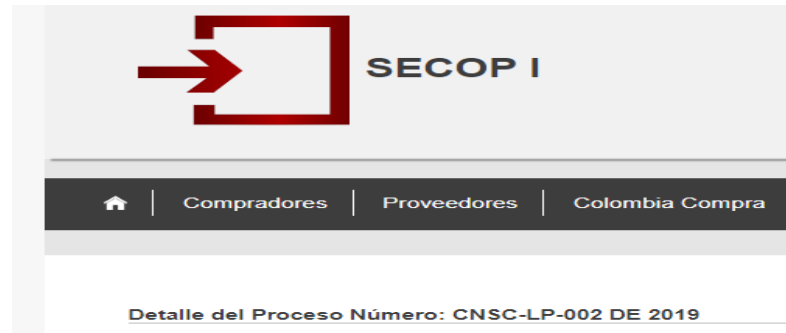 SECOP I
Compradores Proveedores Colombia Compra
Detalle del Proceso Número: CNSC-LP-002 DE 2019